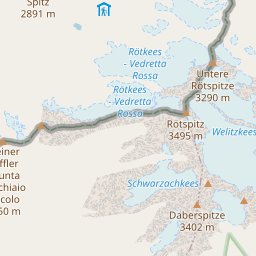 Spitz
2891 m
Rötkees
- Vedretta
Rossa
Untere
Rötspitze
3290 m
Rötkees
- Vedretta
Rossa
Rötspitz
3495 m
Welitzkees
einer
ffler
unta
chiaio
colo
60 m
Schwarzachkees
Daberspitze
3402 m